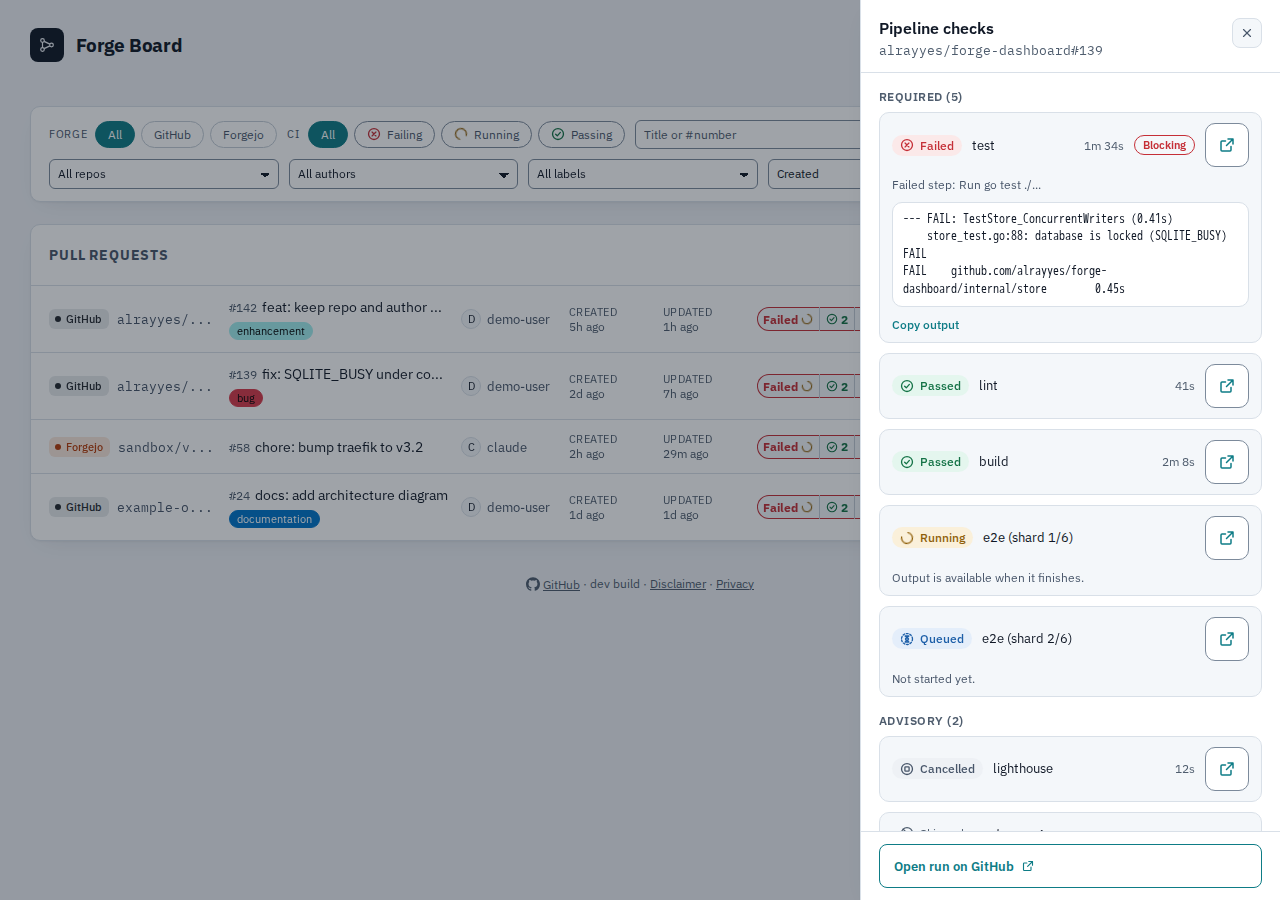 Forge Board
FORGE All GitHub Forgejo CI All Failing Running Passing Title or #number
All repos All authors All labels Created
PULL REQUESTS
GitHub alrayyes/... #142 feat: keep repo and author ... D demo-user CREATED 5h ago UPDATED 1h ago Failed 2
enhancement
GitHub alrayyes/... #139 fix: SQLITE_BUSY under co... D demo-user CREATED 2d ago UPDATED 7h ago Failed 2
bug
Forgejo sandbox/v... #58 chore: bump traefik to v3.2 C claude CREATED 2h ago UPDATED 29m ago Failed 2
GitHub example-o... #24 docs: add architecture diagram D demo-user CREATED 1d ago UPDATED 1d ago Failed 2
documentation
GitHub · dev build · Disclaimer · Privacy
Pipeline checks
alrayyes/forge-dashboard#139
REQUIRED (5)
Failed test 1m 34s Blocking
Failed step: Run go test ./...
--- FAIL: TestStore_ConcurrentWriters (0.41s)
store_test.go:88: database is locked (SQLITE_BUSY)
FAIL
FAIL github.com/alrayyes/forge-
dashboard/internal/store 0.45s
Copy output
Passed lint 41s
Passed build 2m 8s
Running e2e (shard 1/6)
Output is available when it finishes.
Queued e2e (shard 2/6)
Not started yet.
ADVISORY (2)
Cancelled lighthouse 12s
Open run on GitHub